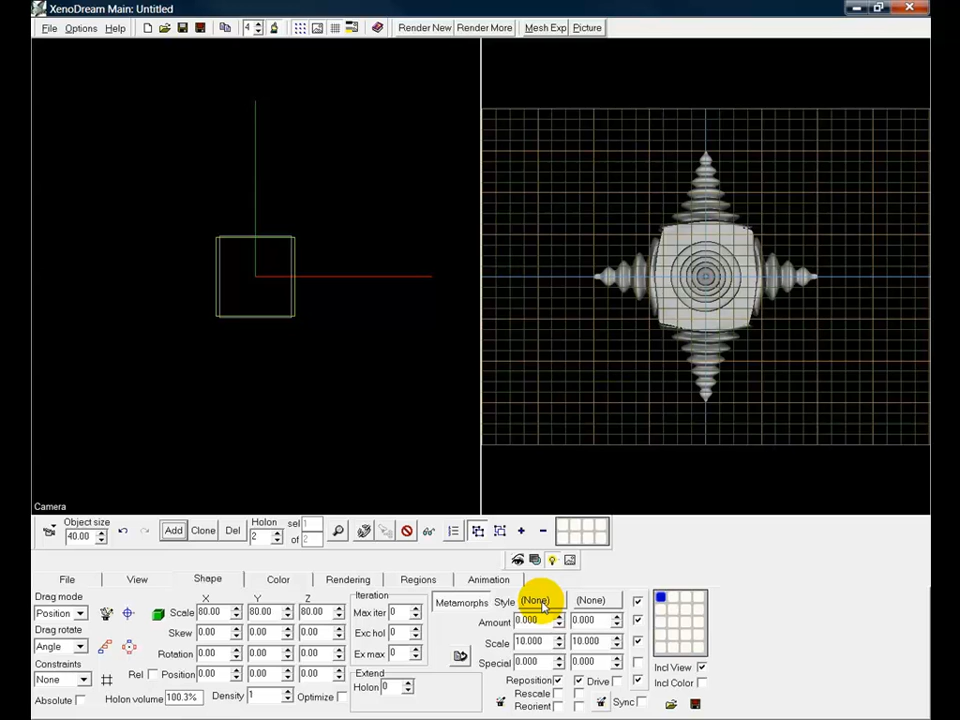 XenoDream Main: Untitled
File Options Help 4 Render New Render More Mesh Exp Picture
Camera
Object size
40.00
Add Clone Del
Holon
2
sel 1
of 2
File View Shape Color Rendering Regions Animation
Drag mode
Position
Drag rotate
Angle
Constraints
None
Absolute
X Y Z
Scale 80.00 80.00 80.00
Skew 0.00 0.00 0.00
Rotation 0.00 0.00 0.00
Rel Position 0.00 0.00 0.00
Holon volume 100.3% Density 1 Optimize
Iteration
Max iter 0
Exc hol 0
Ex max 0
Extend
Holon 0
Metamorphs Style (None) (None)
Amount 0.000 0.000
Scale 10.000 10.000
Special 0.000 0.000
Reposition Drive
Rescale
Reorient Sync
Incl View
Incl Color